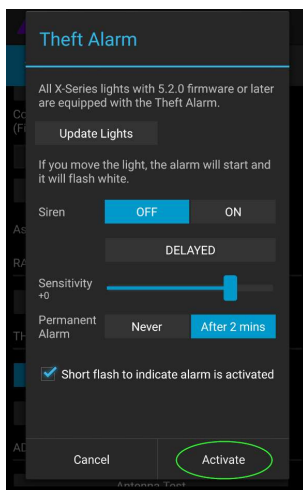 Theft Alarm
All X-Series lights with 5.2.0 firmware or later
are equipped with the Theft Alarm.
Update Lights
If you move the light, the alarm will start and
it will flash white.
Siren OFF ON
DELAYED
Sensitivity
+0
Permanent
Alarm Never After 2 mins
Short flash to indicate alarm is activated
Cancel Activate
Antenna Test